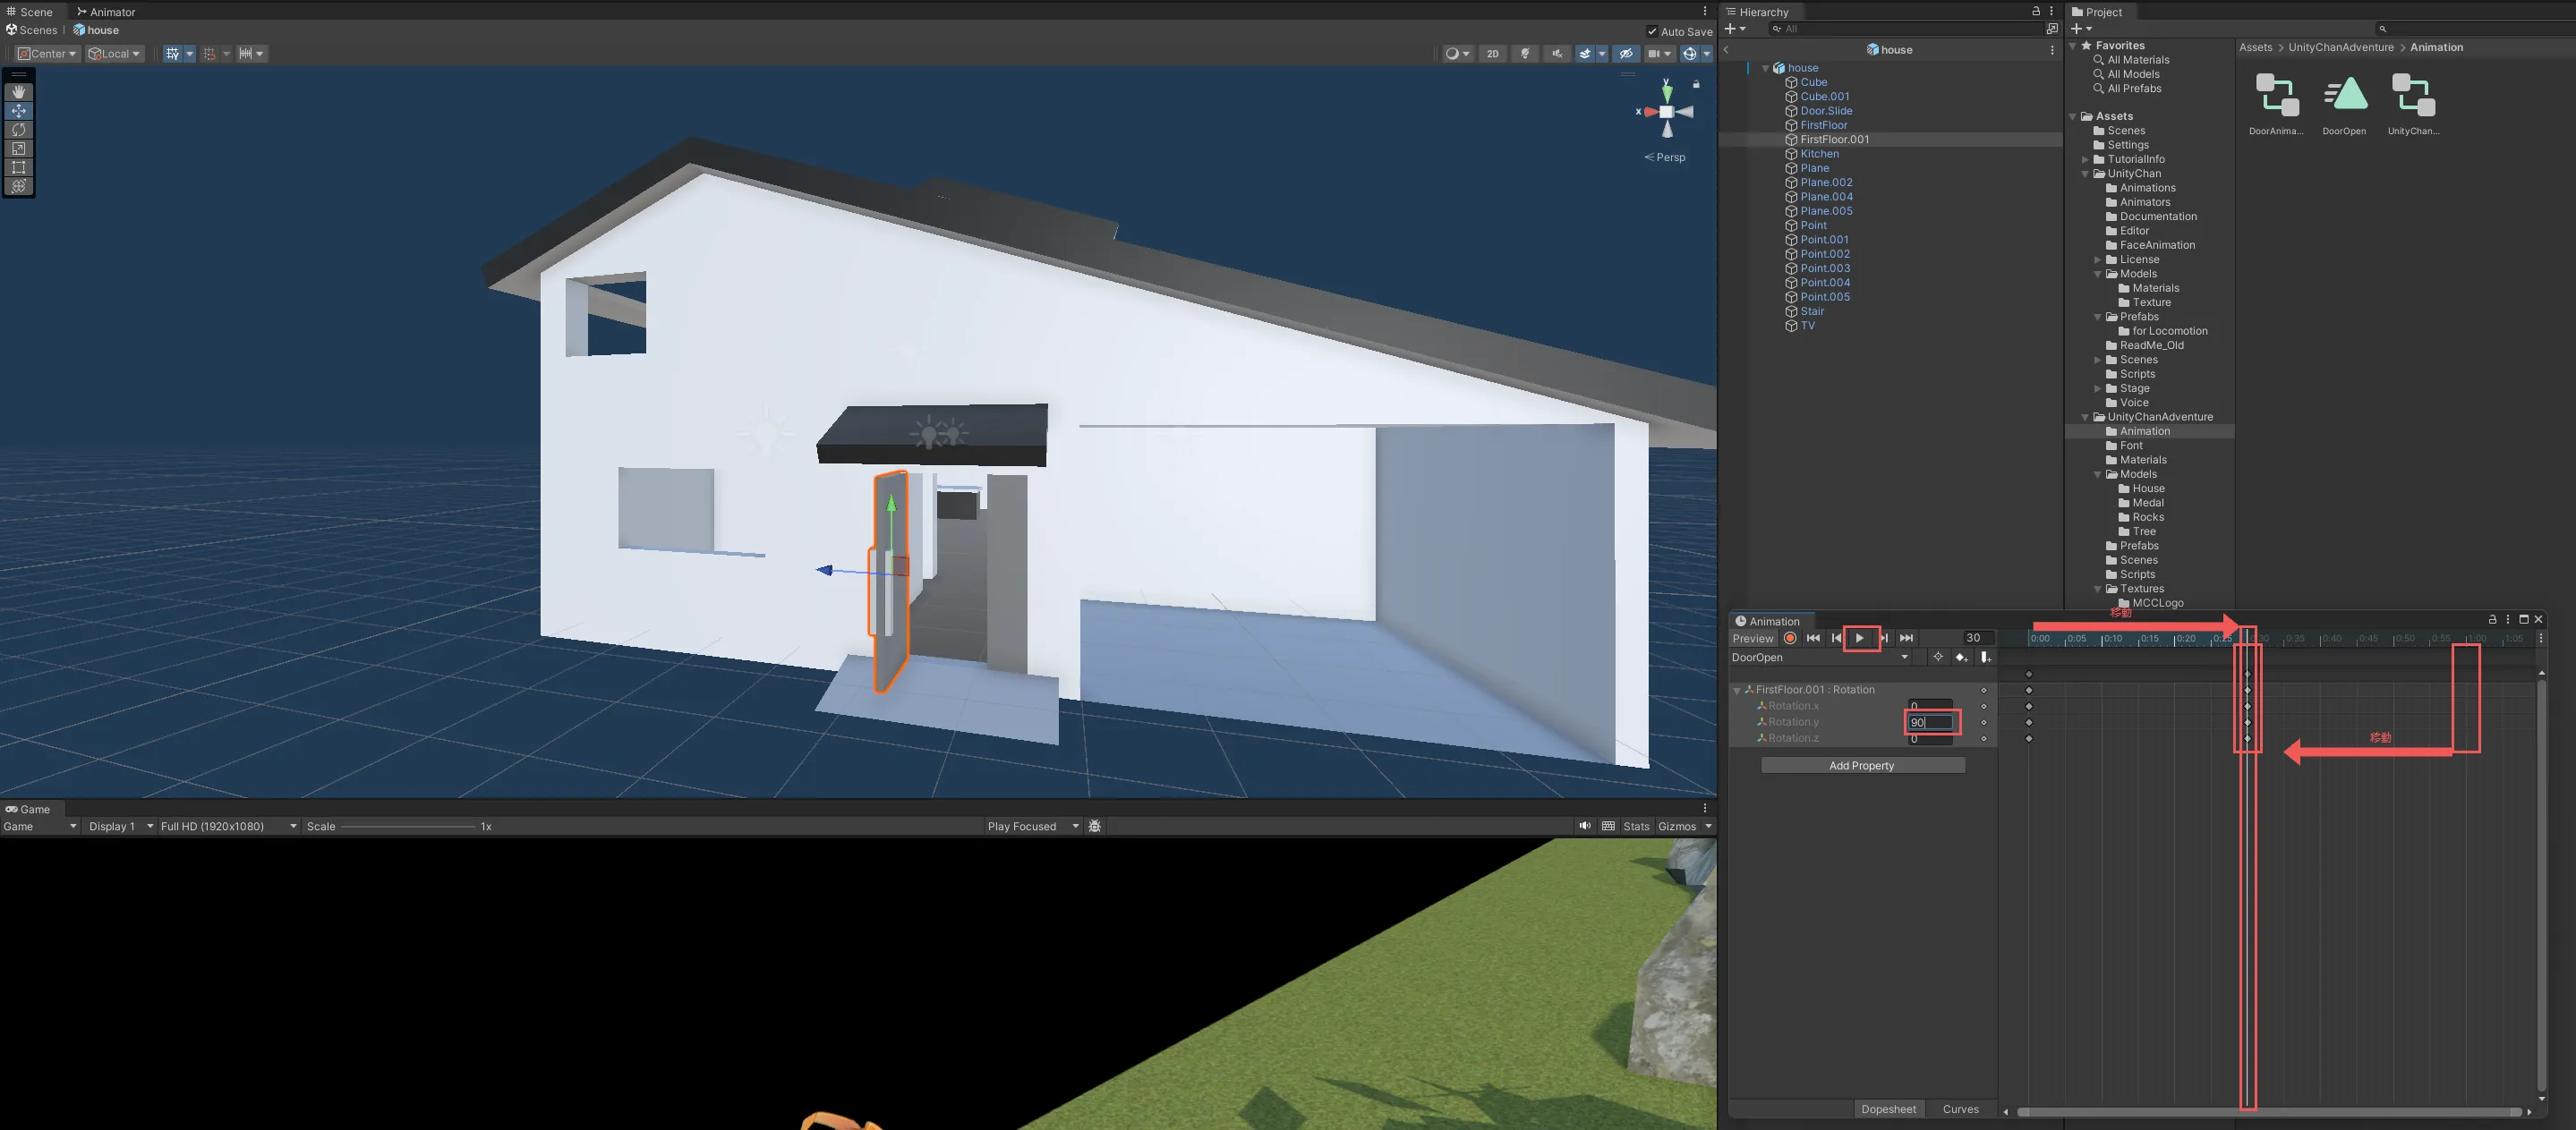 Scene Animator
Scenes house
Auto Save
Center Local
2D
y
x
Persp
Game
Game Display 1 Full HD (1920x1080) Scale 1x Play Focused Stats Gizmos
Hierarchy
All
house
house
Cube
Cube.001
Door.Slide
FirstFloor
FirstFloor.001
Kitchen
Plane
Plane.002
Plane.004
Plane.005
Point
Point.001
Point.002
Point.003
Point.004
Point.005
Stair
TV
Project
Favorites
All Materials
All Models
All Prefabs
Assets
Scenes
Settings
TutorialInfo
UnityChan
Animations
Animators
Documentation
Editor
FaceAnimation
License
Models
Materials
Texture
Prefabs
for Locomotion
ReadMe_Old
Scenes
Scripts
Stage
Voice
UnityChanAdventure
Animation
Font
Materials
Models
House
Medal
Rocks
Tree
Prefabs
Scenes
Scripts
Textures
MCCLogo
Assets > UnityChanAdventure > Animation
DoorAnima... DoorOpen UnityChan...
Animation
移動
Preview 30 0:00 0:05 0:10 0:15 0:20 0:25 0:30 0:35 0:40 0:45 0:50 0:55 1:00 1:05
DoorOpen
FirstFloor.001 : Rotation
Rotation.x 0
Rotation.y 90
Rotation.z 0
移動
Add Property
Dopesheet Curves